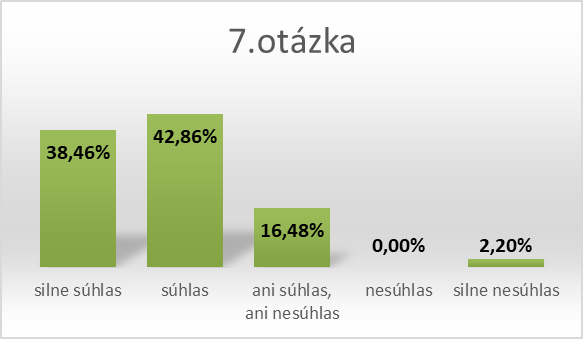 7.otázka
38,46%
42,86%
16,48%
0,00%
2,20%
silne súhlas
súhlas
ani súhlas,
ani nesúhlas
nesúhlas
silne nesúhlas